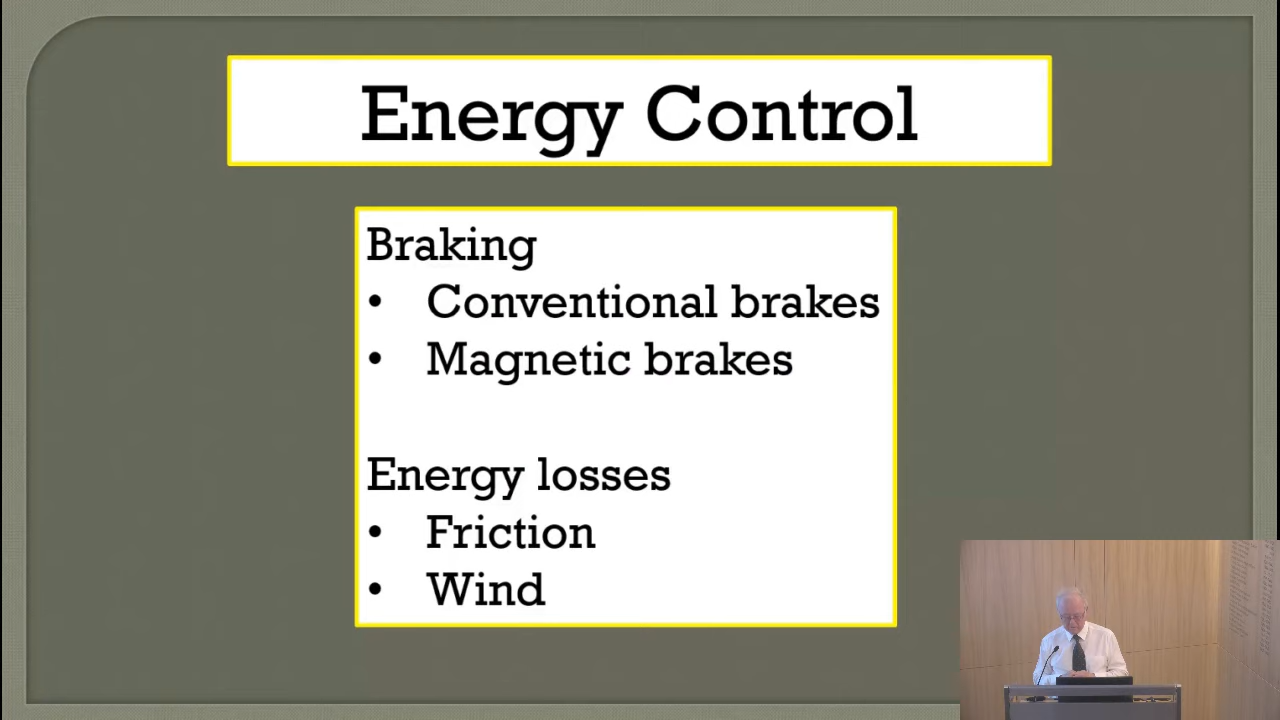 Energy Control
Braking
• Conventional brakes
• Magnetic brakes
Energy losses
• Friction
• Wind